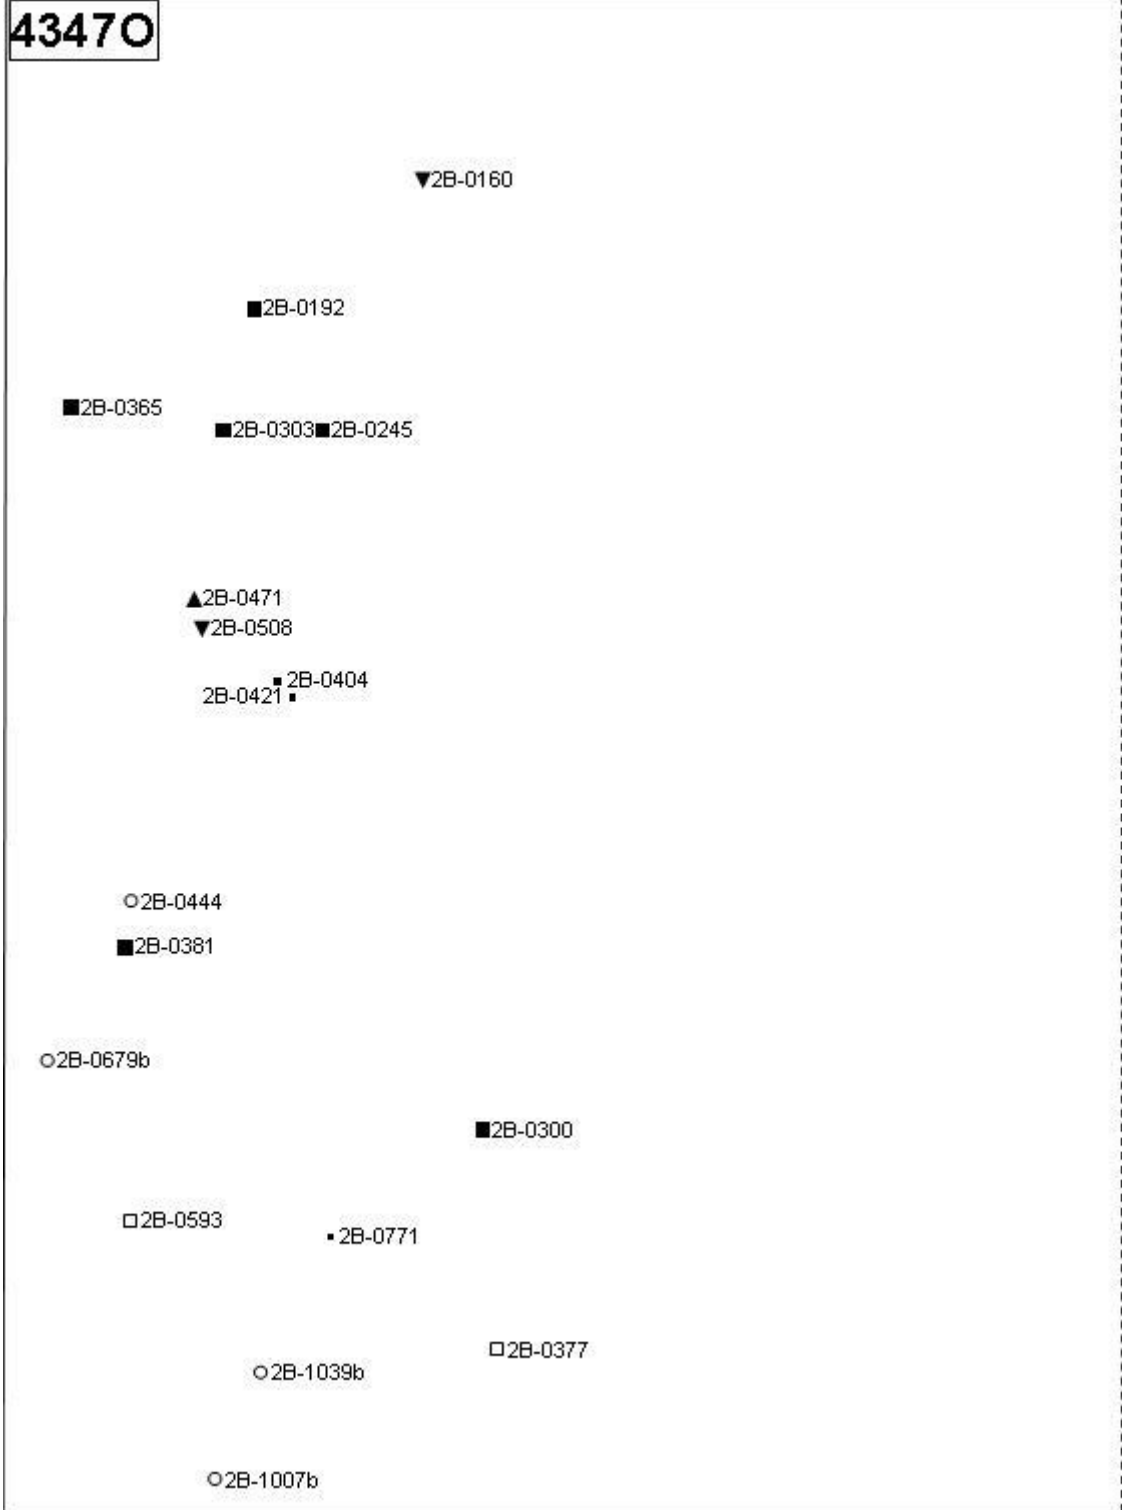 4347O
▼2B-0160
■2B-0192
■2B-0365
■2B-0303■2B-0245
▲2B-0471
▼2B-0508
▪2B-0404
2B-0421▪
○2B-0444
■2B-0381
○2B-0679b
■2B-0300
□2B-0593
▪2B-0771
□2B-0377
○2B-1039b
○2B-1007b